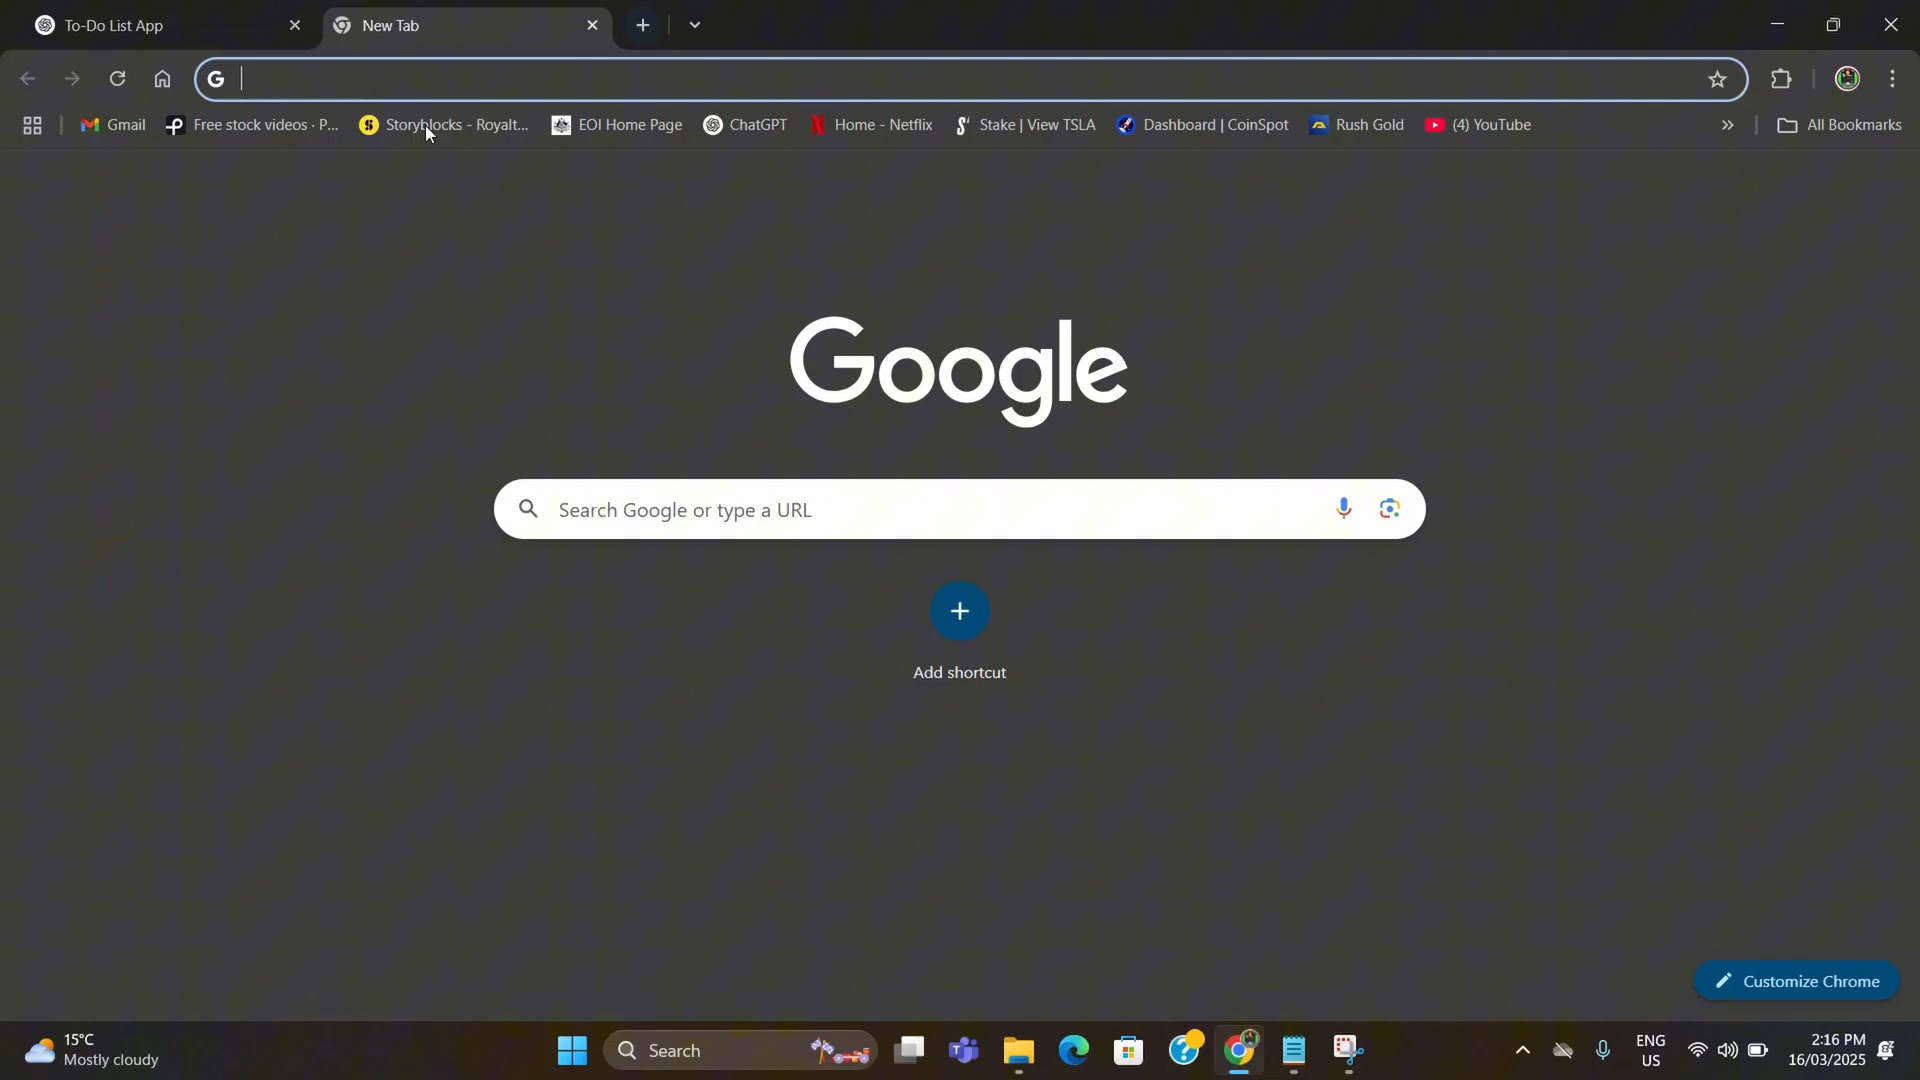 To-Do List App
New Tab
Gmail
Free stock videos · P...
Storyblocks - Royalt...
EOI Home Page
ChatGPT
Home - Netflix
Stake | View TSLA
Dashboard | CoinSpot
Rush Gold
(4) YouTube
All Bookmarks
Google
Search Google or type a URL
Add shortcut
Customize Chrome
15°C
Mostly cloudy
Search
ENG
US
2:16 PM
16/03/2025